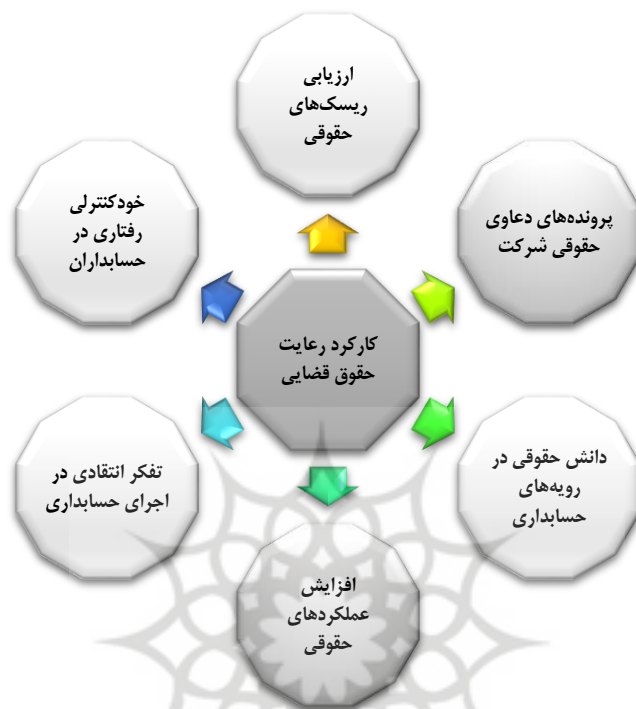 ارزیابی
ریسک‌های
حقوقی
پرونده‌های دعاوی
حقوقی شرکت
خودکنترلی
رفتاری در
حسابداران
کارکرد رعایت
حقوق قضایی
دانش حقوقی در
رویه‌های
حسابداری
تفکر انتقادی در
اجرای حسابداری
افزایش
عملکردهای
حقوقی